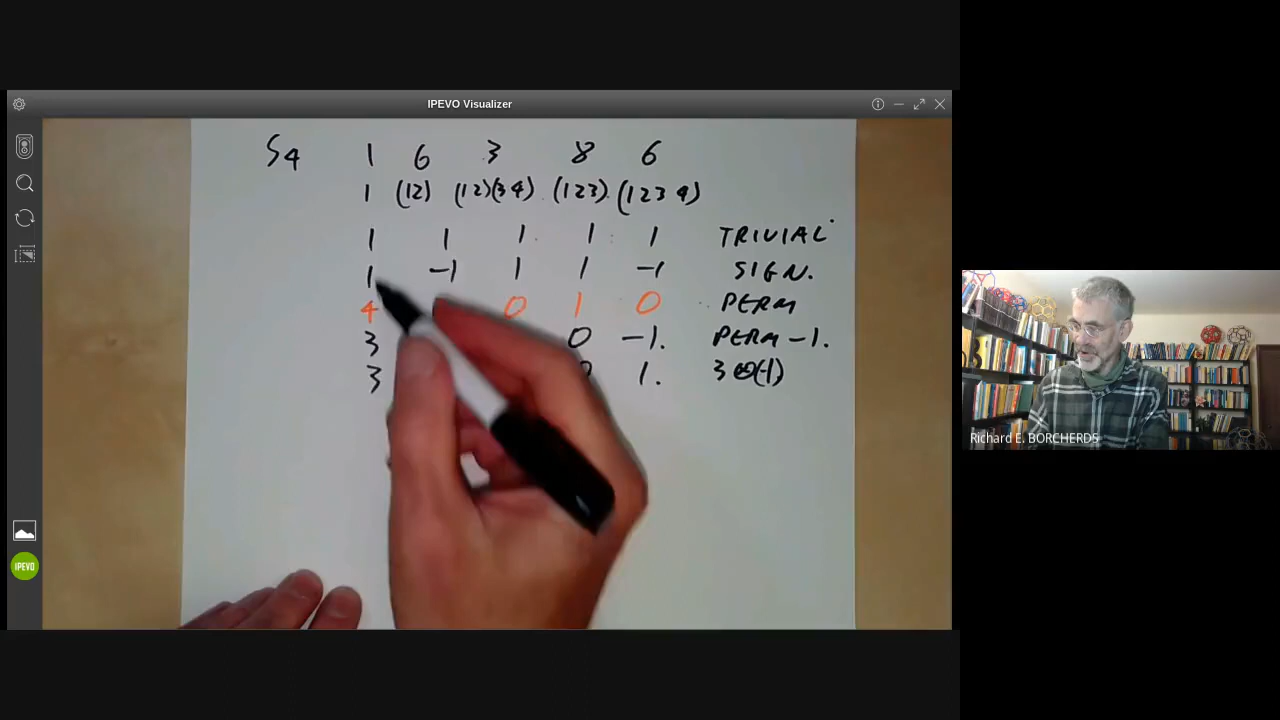 IPEVO Visualizer
S4 1 6 3 8 6
1 (12) (12)(34) (123) (1234)
1 1 1 1 1 TRIVIAL
1 -1 1 1 -1 SIGN.
4 0 1 0 PERM
3 0 -1. PERM -1.
3 1. 3⊗(-1)
IPEVO
Richard E. BORCHERDS